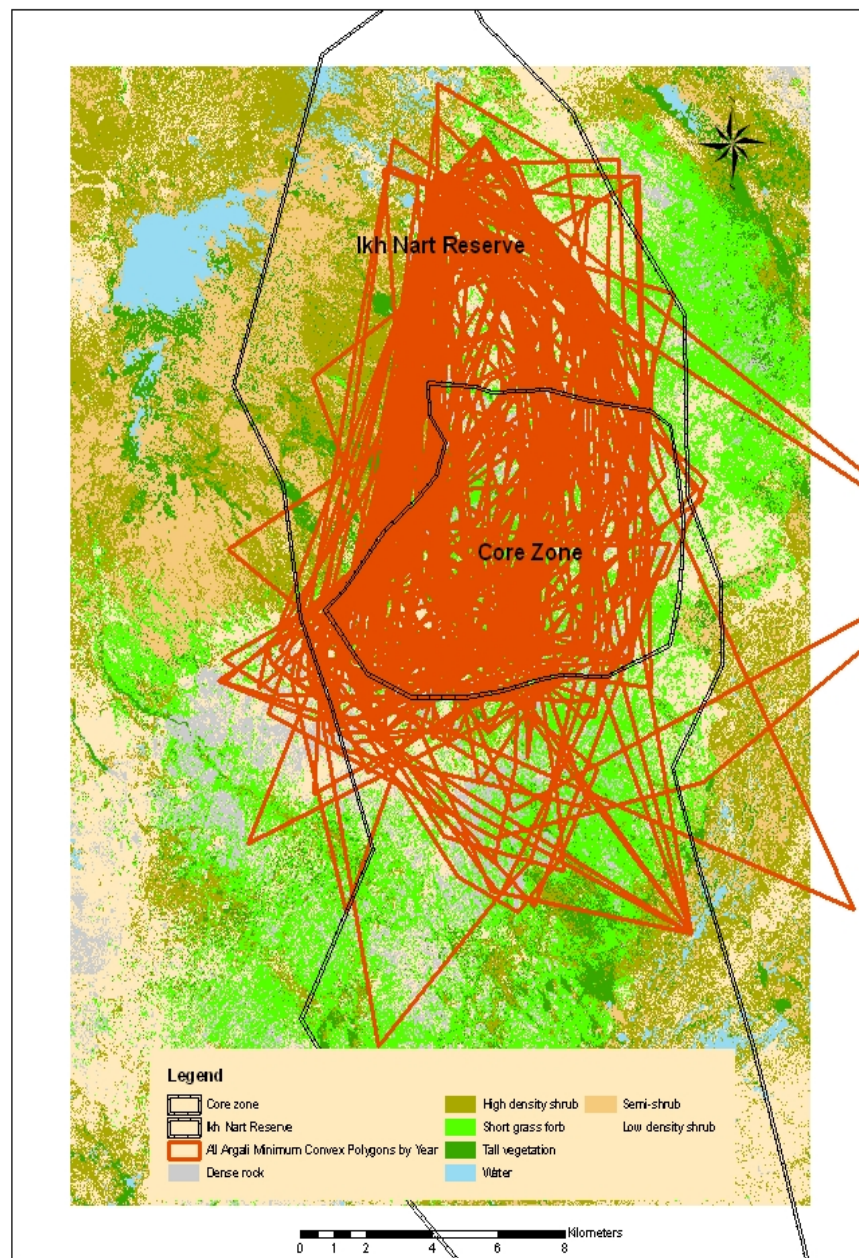 Ikh Nart Reserve
Core Zone
Legend
Core zone
Ikh Nart Reserve
All Argali Minimum Convex Polygons by Year
Dense rock
High density shrub
Short grass forb
Tall vegetation
Water
Semi-shrub
Low density shrub
Kilometers
0 1 2 4 6 8